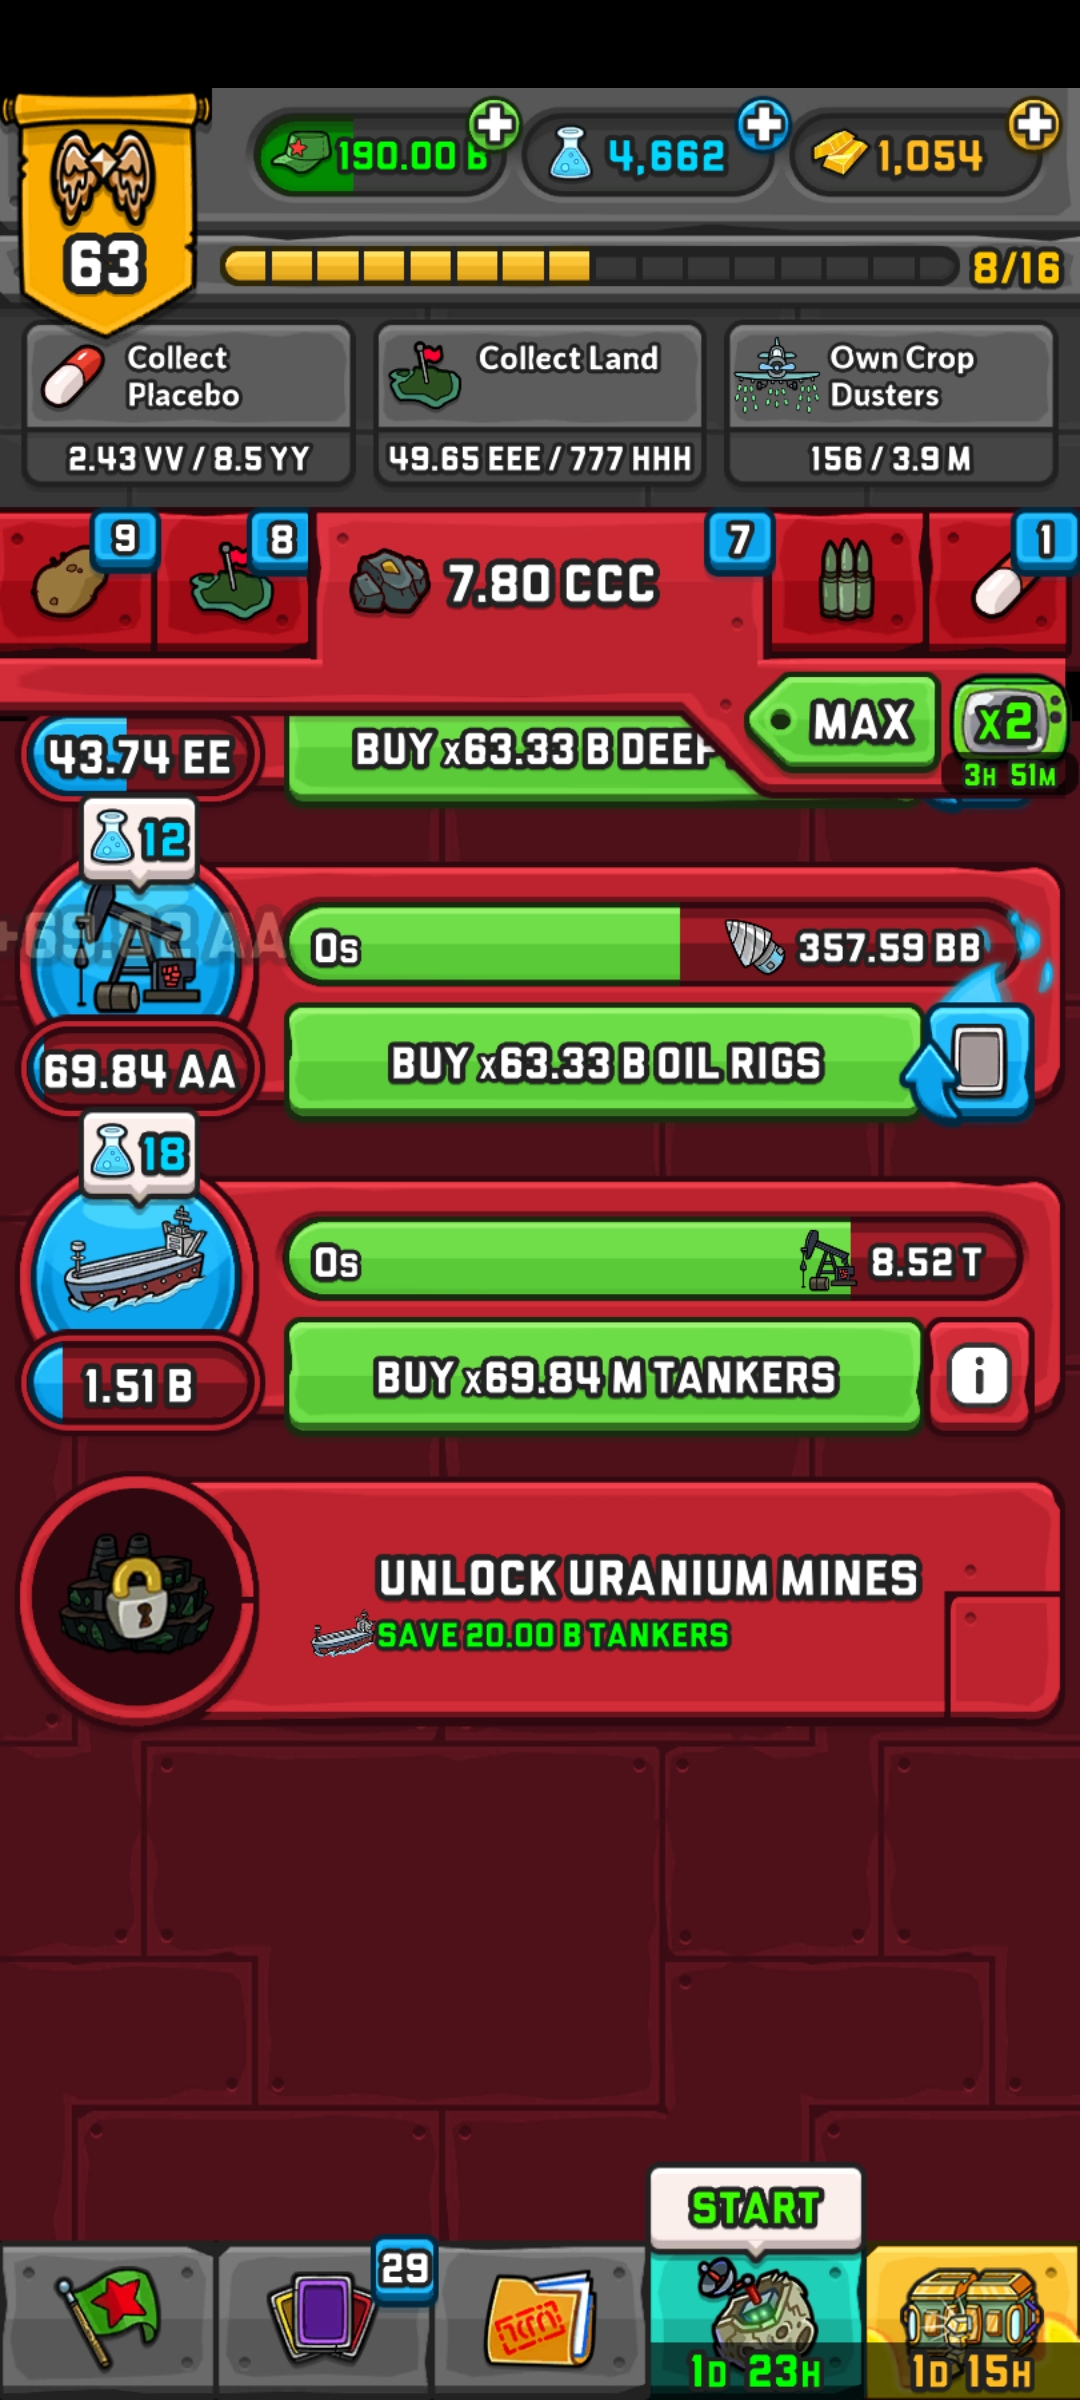 190.00 B
4,662
1,054
63
8/16
Collect
Placebo
2.43 VV / 8.5 YY
Collect Land
49.65 EEE / 777 HHH
Own Crop
Dusters
156 / 3.9 M
9
8
7.80 CCC
7
1
MAX
x2
3H 51M
43.74 EE
BUY x63.33 B DEEP
12
0s
357.59 BB
69.84 AA
BUY x63.33 B OIL RIGS
18
0s
8.52 T
1.51 B
BUY x69.84 M TANKERS
i
UNLOCK URANIUM MINES
SAVE 20.00 B TANKERS
START
29
1D 23H
1D 15H